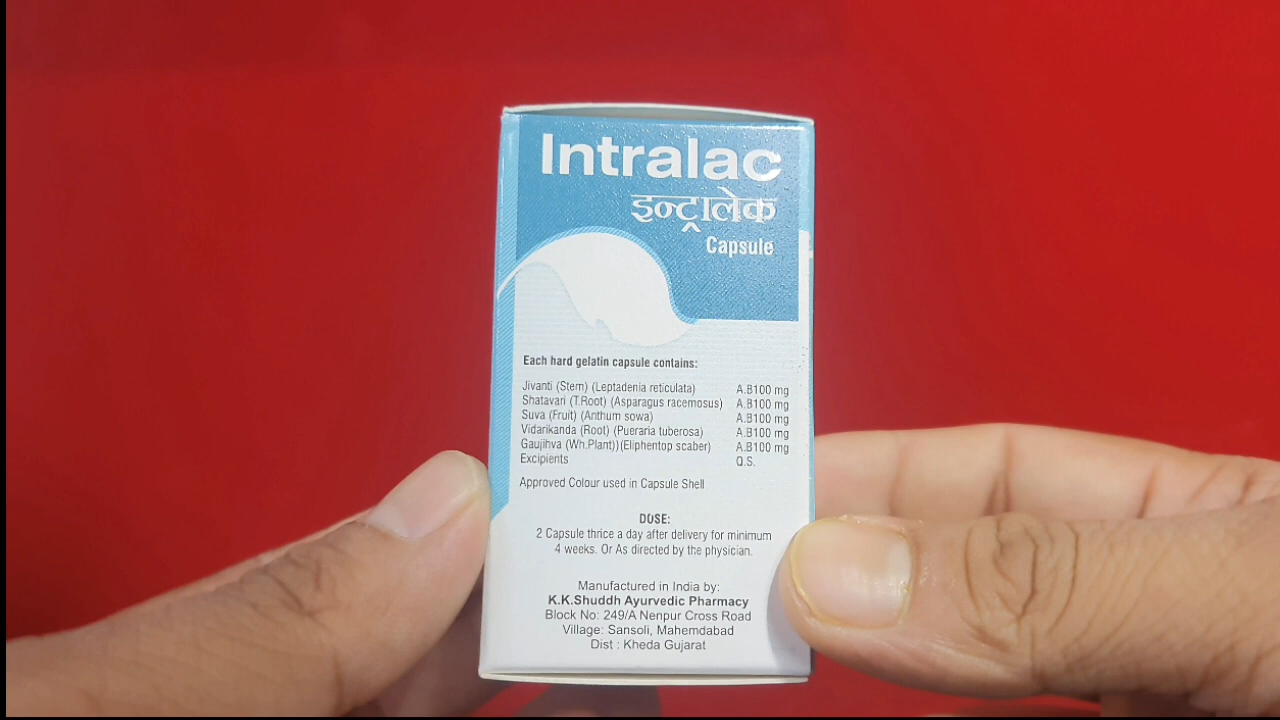 Intralac
इन्ट्रालेक
Capsule
Each hard gelatin capsule contains:
Jivanti (Stem) (Leptadenia reticulata) A.B100 mg
Shatavari (T.Root) (Asparagus racemosus) A.B100 mg
Suva (Fruit) (Anthum sowa) A.B100 mg
Vidarikanda (Root) (Pueraria tuberosa) A.B100 mg
Gaujihva (Wh.Plant))(Eliphentop scaber) A.B100 mg
Excipients Q.S.
Approved Colour used in Capsule Shell
DOSE:
2 Capsule thrice a day after delivery for minimum
4 weeks. Or As directed by the physician.
Manufactured in India by:
K.K.Shuddh Ayurvedic Pharmacy
Block No: 249/A Nenpur Cross Road
Village: Sansoli, Mahemdabad
Dist : Kheda Gujarat